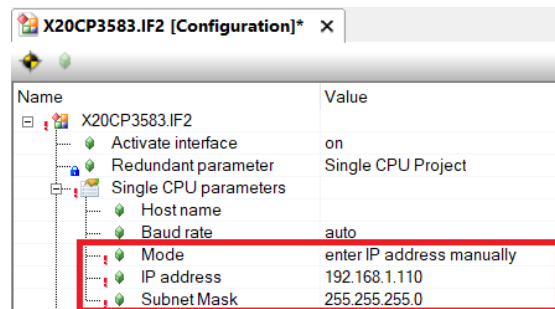 X20CP3583.IF2 [Configuration]* ×
Name Value
X20CP3583.IF2
Activate interface on
Redundant parameter Single CPU Project
Single CPU parameters
Host name
Baud rate auto
Mode enter IP address manually
IP address 192.168.1.110
Subnet Mask 255.255.255.0